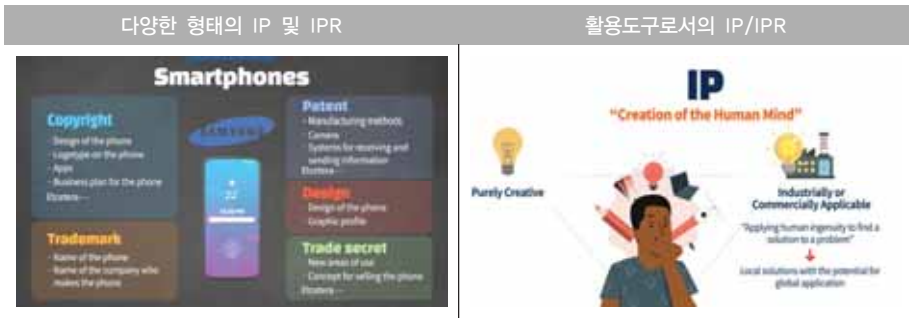 다양한 형태의 IP 및 IPR
활용도구로서의 IP/IPR
Smartphones
Copyright
- Design of the phone
- Logotype on the phone
- Apps
- Business plan for the phone
Etcetera...
Trademark
- Name of the phone
- Name of the company who
makes the phone
SAMSUNG
Patent
- Manufacturing methods
- Camera
- Systems for receiving and
sending information
Etcetera...
Design
- Design of the phone
- Graphic profile
Trade secret
- New areas of use
- Concept for selling the phone
Etcetera...
IP
"Creation of the Human Mind"
Purely Creative
Industrially or
Commercially Applicable
"Applying human ingenuity to find a
solution to a problem"
Local solutions with the potential for
global application